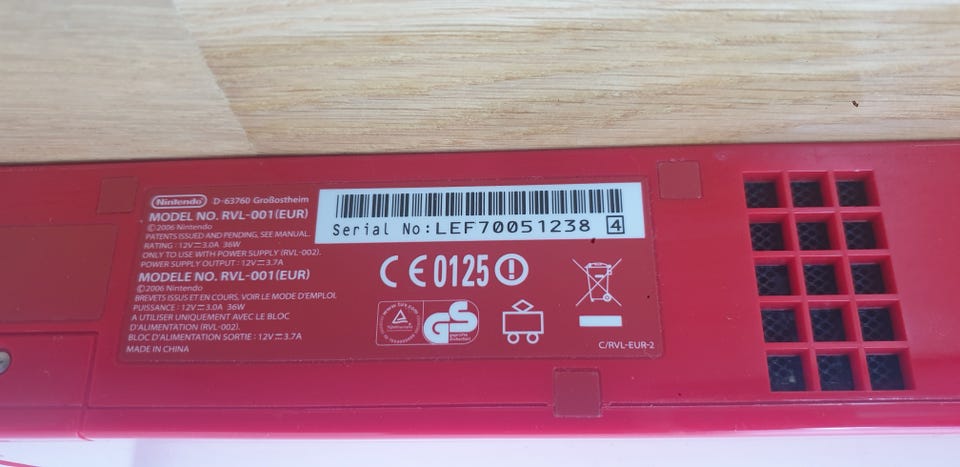 Nintendo D-63760 Großostheim
MODEL NO. RVL-001(EUR)
©2006 Nintendo
PATENTS ISSUED AND PENDING, SEE MANUAL.
RATING : 12V⎓3.0A 36W
ONLY TO USE WITH POWER SUPPLY (RVL-002).
POWER SUPPLY OUTPUT : 12V⎓3.7A
MODELE NO. RVL-001(EUR)
©2006 Nintendo
BREVETS ISSUS ET EN COURS. VOIR LE MODE D'EMPLOI.
PUISSANCE : 12V⎓3.0A 36W
A UTILISER UNIQUEMENT AVEC LE BLOC
D'ALIMENTATION (RVL-002).
BLOC D'ALIMENTATION SORTIE : 12V⎓3.7A
MADE IN CHINA
Serial No:LEF70051238 4
CE0125
GS
geprüfte
Sicherheit
C/RVL-EUR-2